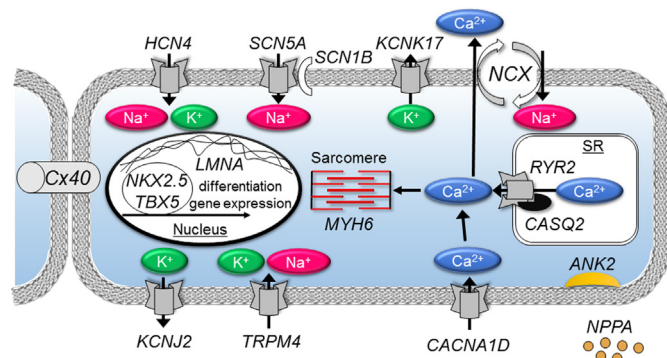 Ca²⁺
HCN4
SCN5A
SCN1B
KCNK17
NCX
Na⁺
K⁺
Na⁺
K⁺
Na⁺
SR
LMNA
Sarcomere
RYR2
Cx40
NKX2.5
differentiation
Ca²⁺
Ca²⁺
TBX5
gene expression
MYH6
CASQ2
Nucleus
K⁺
K⁺
Na⁺
Ca²⁺
ANK2
KCNJ2
TRPM4
CACNA1D
NPPA